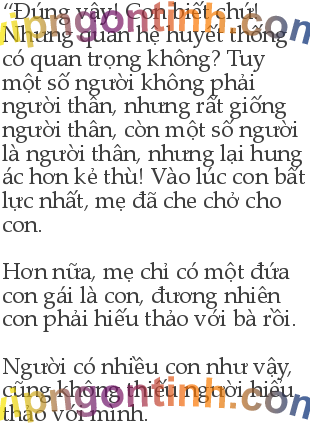 “Đúng vậy! Con biết chứ!
Nhưng quan hệ huyết thống
có quan trọng không? Tuy
một số người không phải
người thân, nhưng rất giống
người thân, còn một số người
là người thân, nhưng lại hung
ác hơn kẻ thù! Vào lúc con bất
lực nhất, mẹ đã che chở cho
con.
Hơn nữa, mẹ chỉ có một đứa
con gái là con, đương nhiên
con phải hiếu thảo với bà rồi.
Người có nhiều con như vậy,
cũng không thiếu người hiếu
thảo với mình.
vipngontinh.com
vipngontinh.com